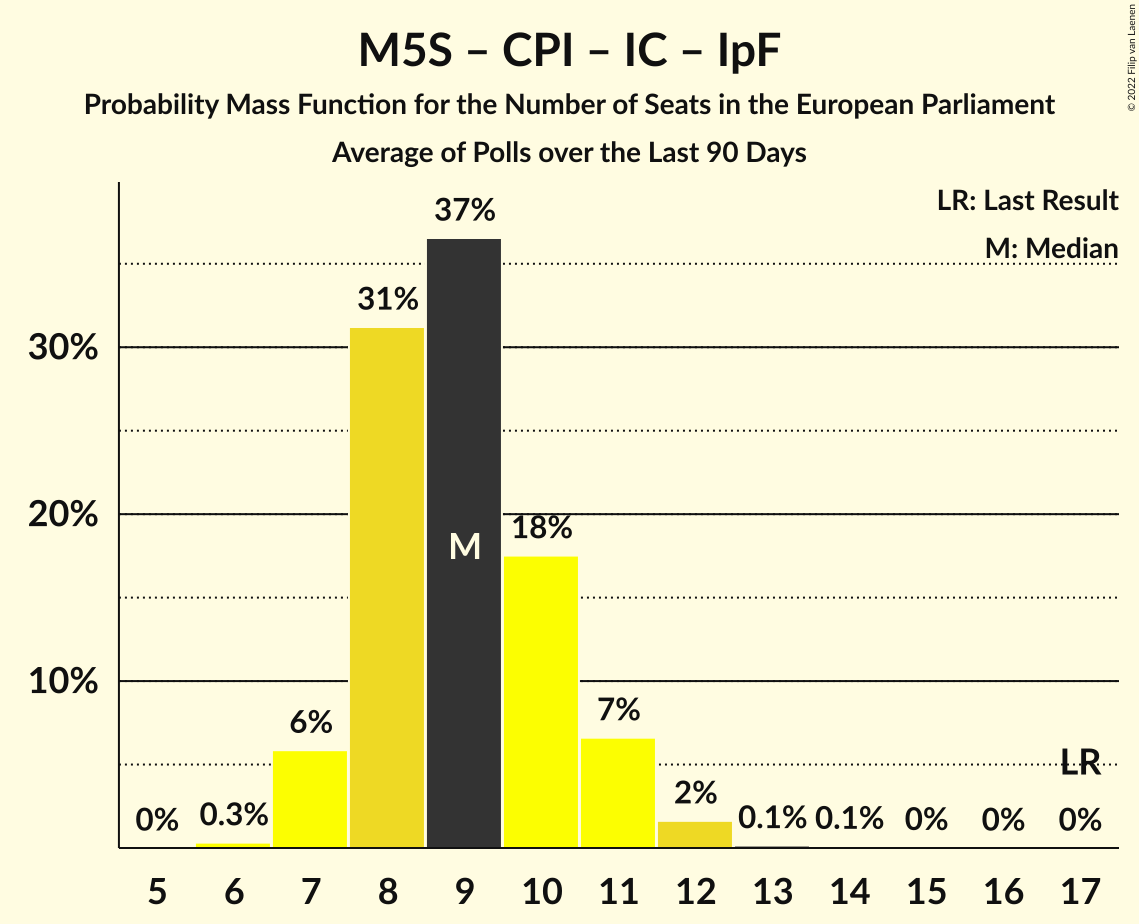 M5S – CPI – IC – IpF
Probability Mass Function for the Number of Seats in the European Parliament
Average of Polls over the Last 90 Days
© 2022 Filip van Laenen
LR: Last Result
M: Median
37%
31%
30%
20%
18%
M
10%
7%
6%
LR
2%
0% 0.3% 0.1% 0.1% 0% 0% 0%
5 6 7 8 9 10 11 12 13 14 15 16 17